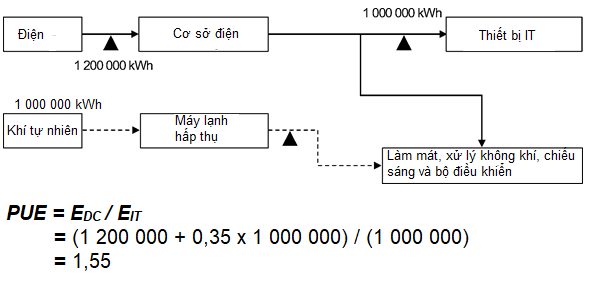 1 000 000 kWh
Điện
Cơ sở điện
Thiết bị IT
1 200 000 kWh
1 000 000 kWh
Khí tự nhiên
Máy lạnh
hấp thụ
Làm mát, xử lý không khí, chiếu
sáng và bộ điều khiển
PUE = EDC / EIT
= (1 200 000 + 0,35 x 1 000 000) / (1 000 000)
= 1,55